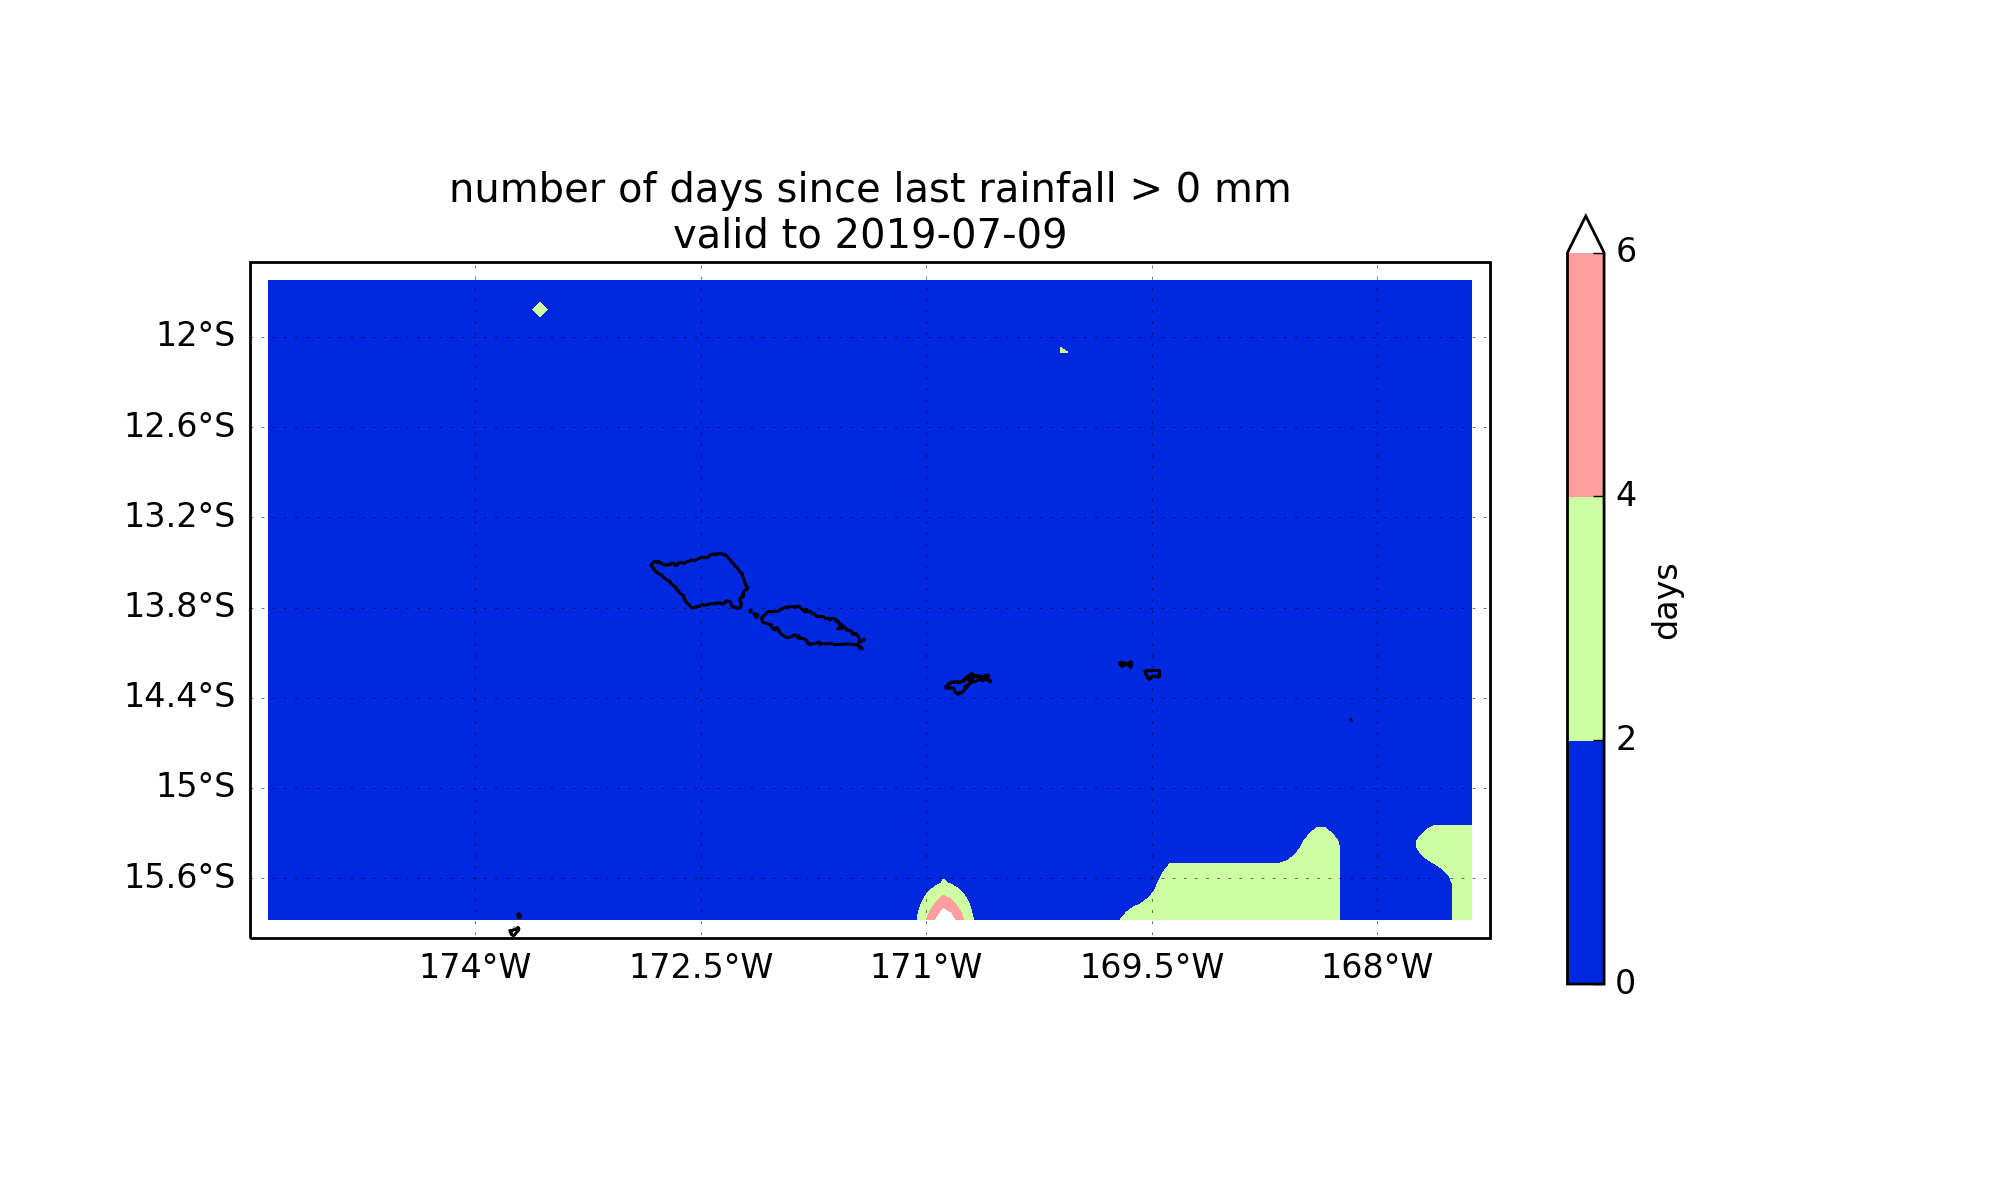 number of days since last rainfall > 0 mm
valid to 2019-07-09
12°S
12.6°S
13.2°S
13.8°S
14.4°S
15°S
15.6°S
174°W
172.5°W
171°W
169.5°W
168°W
6
4
2
0
days